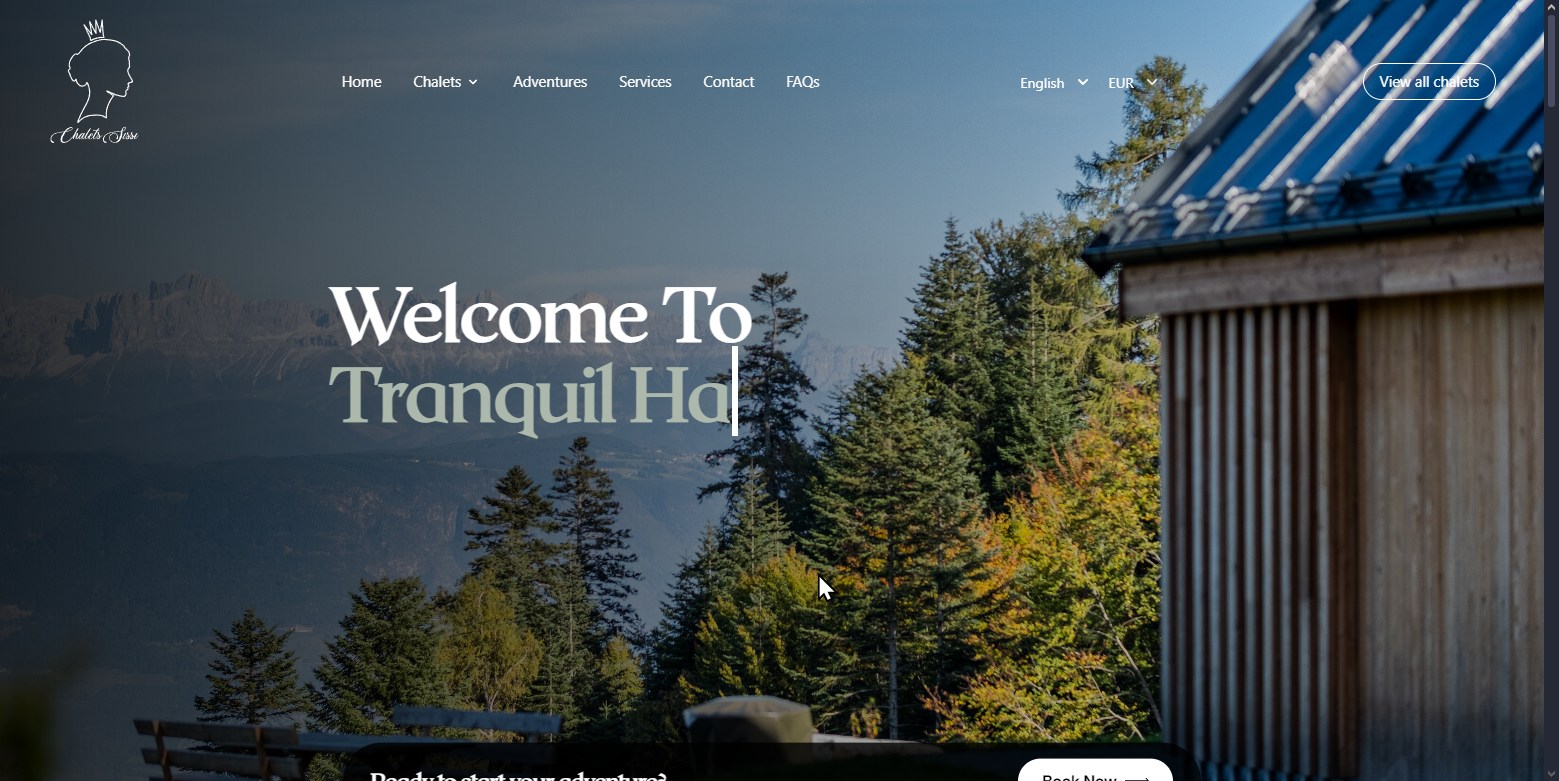 Home Chalets Adventures Services Contact FAQs English EUR View all chalets
Chalets Sissi
Welcome To
Tranquil Ha
Ready to start your adventure?
Book Now